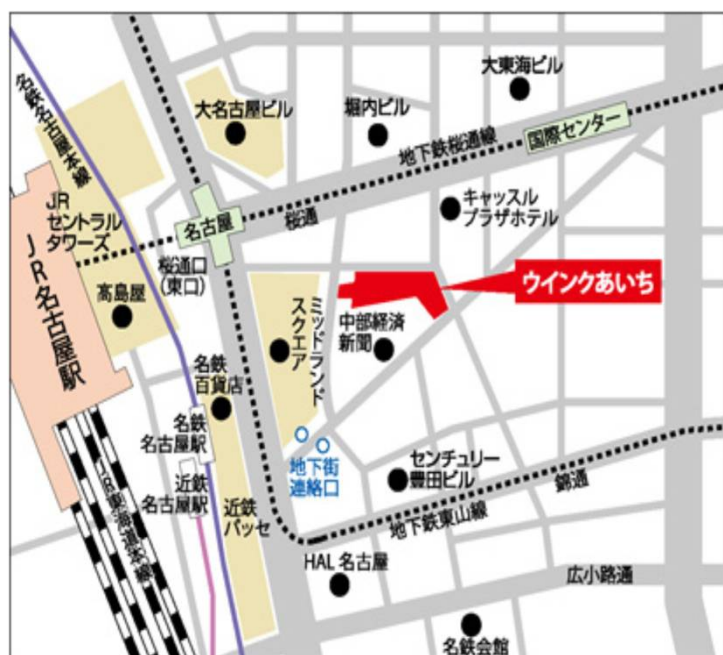 名鉄名古屋本線
大東海ビル
大名古屋ビル
堀内ビル
地下鉄桜通線
国際センター
JR
セントラル
タワーズ
名古屋
桜通
キャッスル
プラザホテル
桜通口
(東口)
JR名古屋駅
高島屋
ウインクあいち
ミッドランド
スクエア
中部経済
新聞
名鉄
百貨店
名鉄
名古屋駅
地下街
連絡口
センチュリー
豊田ビル
近鉄
名古屋駅
近鉄
パッセ
錦通
地下鉄東山線
JR東海道本線
HAL 名古屋
広小路通
名鉄会館